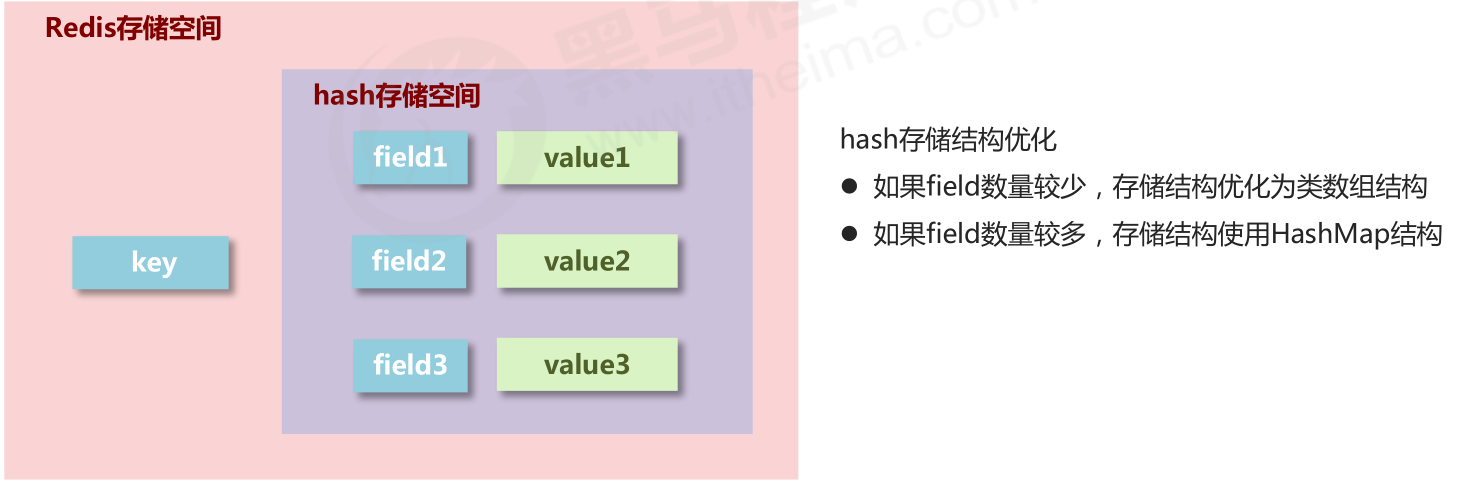 Redis存储空间
hash存储空间
field1 value1
key
field2 value2
field3 value3
hash存储结构优化
● 如果field数量较少，存储结构优化为类数组结构
● 如果field数量较多，存储结构使用HashMap结构
黑马程
www.itheima.com